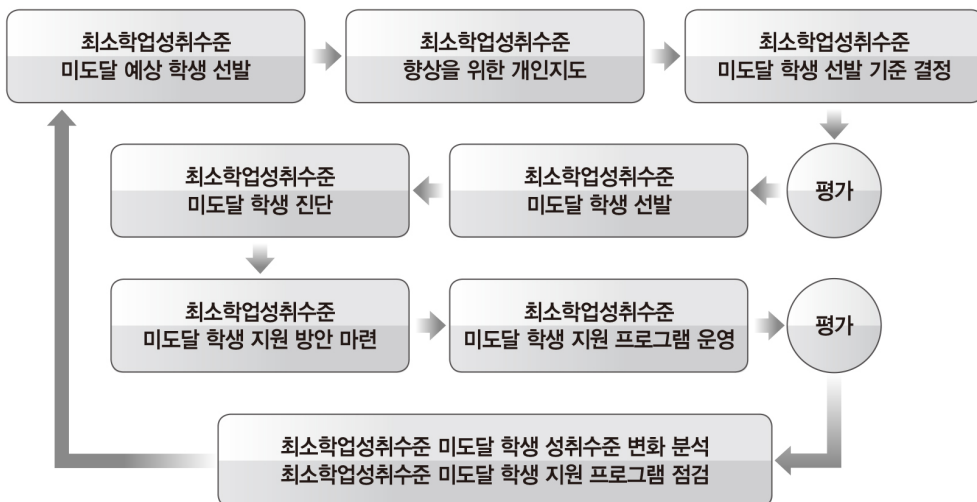 최소학업성취수준
미도달 예상 학생 선발
최소학업성취수준
향상을 위한 개인지도
최소학업성취수준
미도달 학생 선발 기준 결정
평가
최소학업성취수준
미도달 학생 선발
최소학업성취수준
미도달 학생 진단
최소학업성취수준
미도달 학생 지원 방안 마련
최소학업성취수준
미도달 학생 지원 프로그램 운영
평가
최소학업성취수준 미도달 학생 성취수준 변화 분석
최소학업성취수준 미도달 학생 지원 프로그램 점검